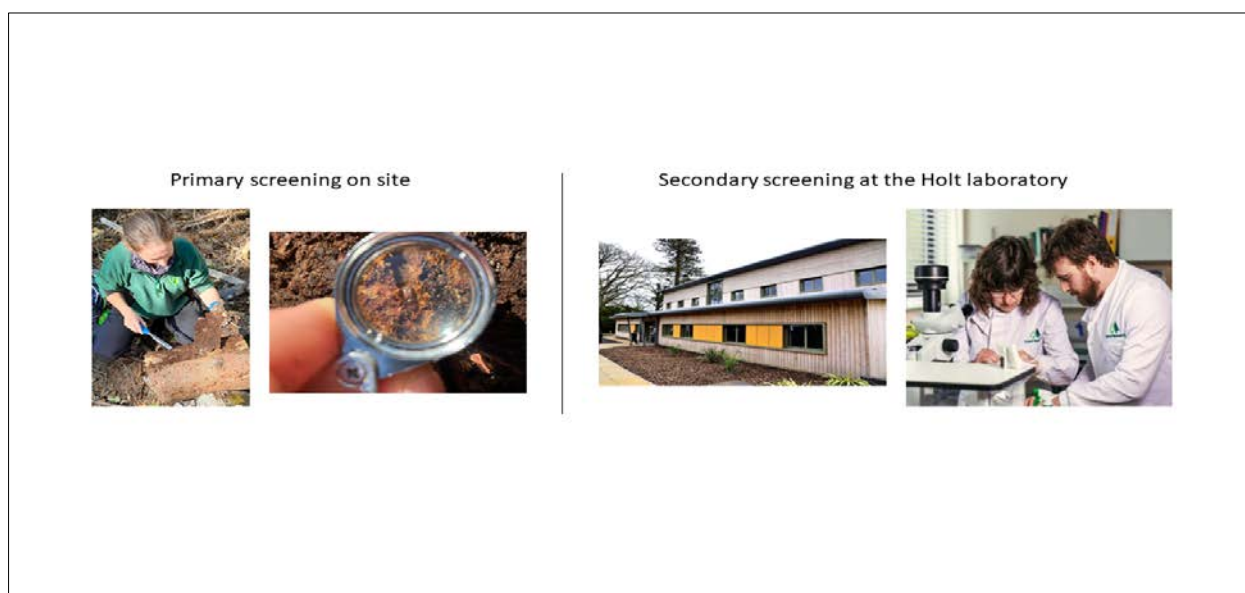 Primary screening on site
Secondary screening at the Holt laboratory